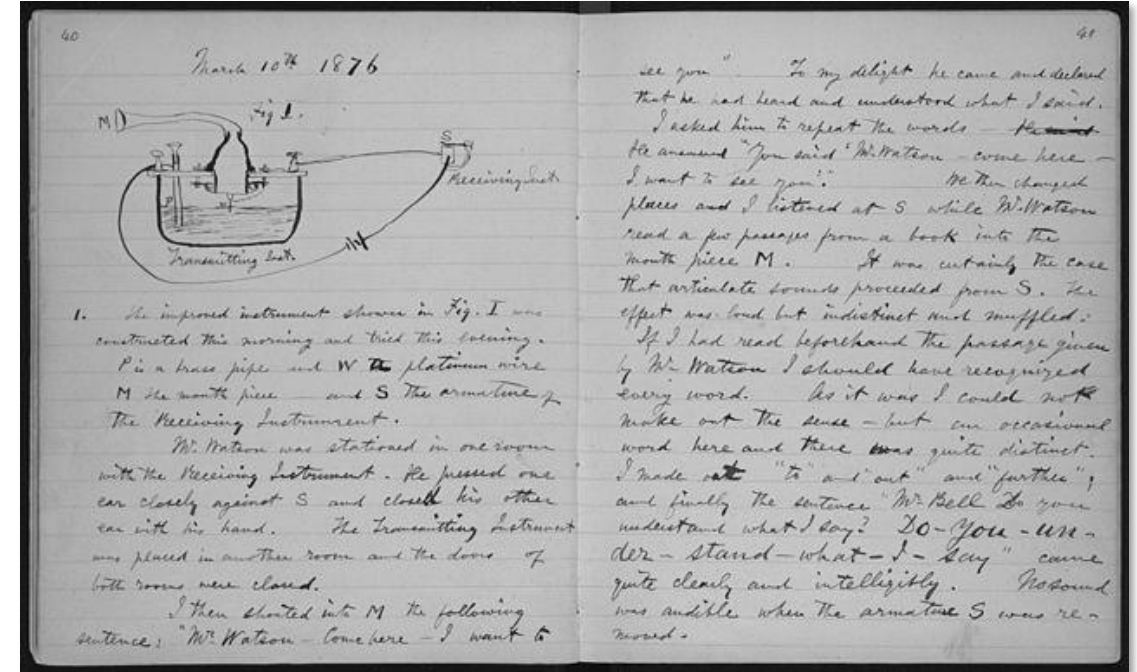 40
March 10th 1876
Fig 1.
M
S
Receiving Inst.
P
W
Transmitting Inst.
1. The improved instrument shown in Fig. I was
constructed this morning and tried this evening.
P is a brass pipe and W the platinum wire
M the mouth piece and S the armature of
the Receiving Instrument.
Mr. Watson was stationed in one room
with the Receiving Instrument. He pressed one
ear closely against S and closed his other
ear with his hand. The Transmitting Instrument
was placed in another room and the doors of
both rooms were closed.
I then shouted into M the following
sentence: "Mr. Watson – Come here – I want to
41
see you". To my delight he came and declared
that he had heard and understood what I said.
I asked him to repeat the words –
He answered "You said 'Mr. Watson – come here –
I want to see you'." We then changed
places and I listened at S while Mr. Watson
read a few passages from a book into the
mouth piece M. It was certainly the case
that articulate sounds proceeded from S. The
effect was loud but indistinct and muffled.
If I had read beforehand the passage given
by Mr. Watson I should have recognized
every word. As it was I could not
make out the sense – but an occasional
word here and there was quite distinct.
I made out "to" and "out" and "further";
and finally the sentence "Mr Bell Do you
understand what I say? Do – you – un –
der – stand – what – I – say" came
quite clearly and intelligibly. No sound
was audible when the armature S was re –
moved.